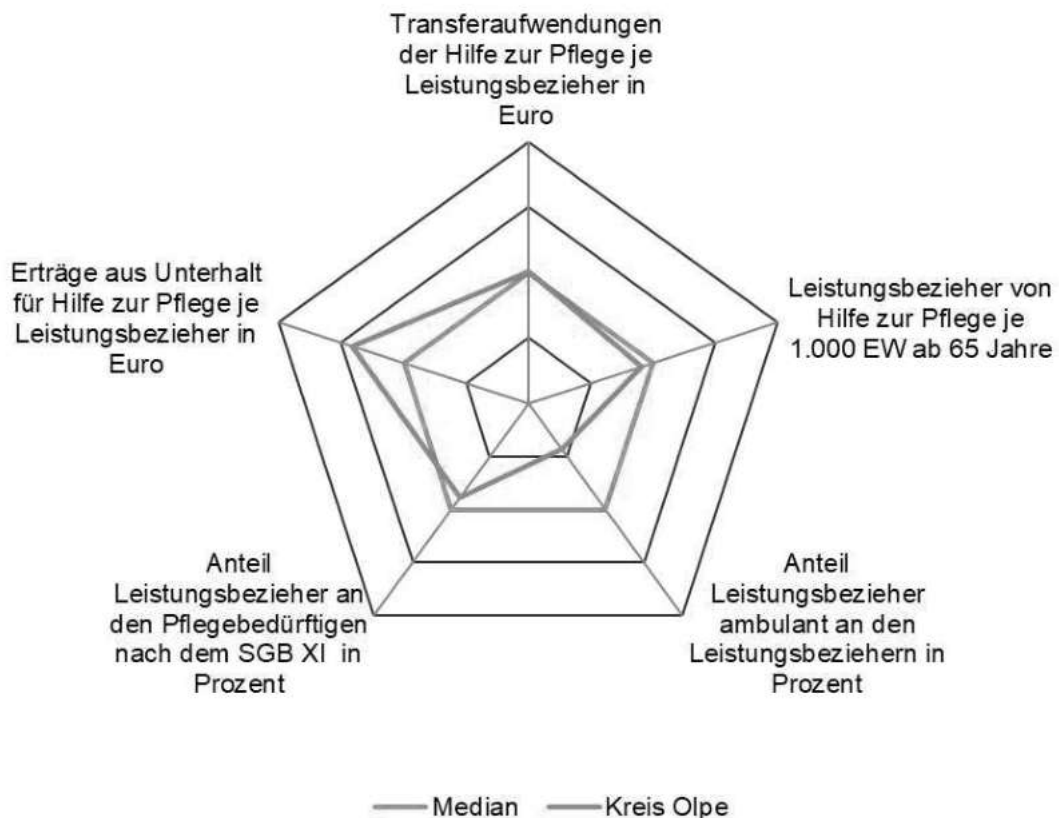 Transferaufwendungen
der Hilfe zur Pflege je
Leistungsbezieher in
Euro
Erträge aus Unterhalt
für Hilfe zur Pflege je
Leistungsbezieher in
Euro
Leistungsbezieher von
Hilfe zur Pflege je
1.000 EW ab 65 Jahre
Anteil
Leistungsbezieher an
den Pflegebedürftigen
nach dem SGB XI in
Prozent
Anteil
Leistungsbezieher
ambulant an den
Leistungsbeziehern in
Prozent
Median
Kreis Olpe